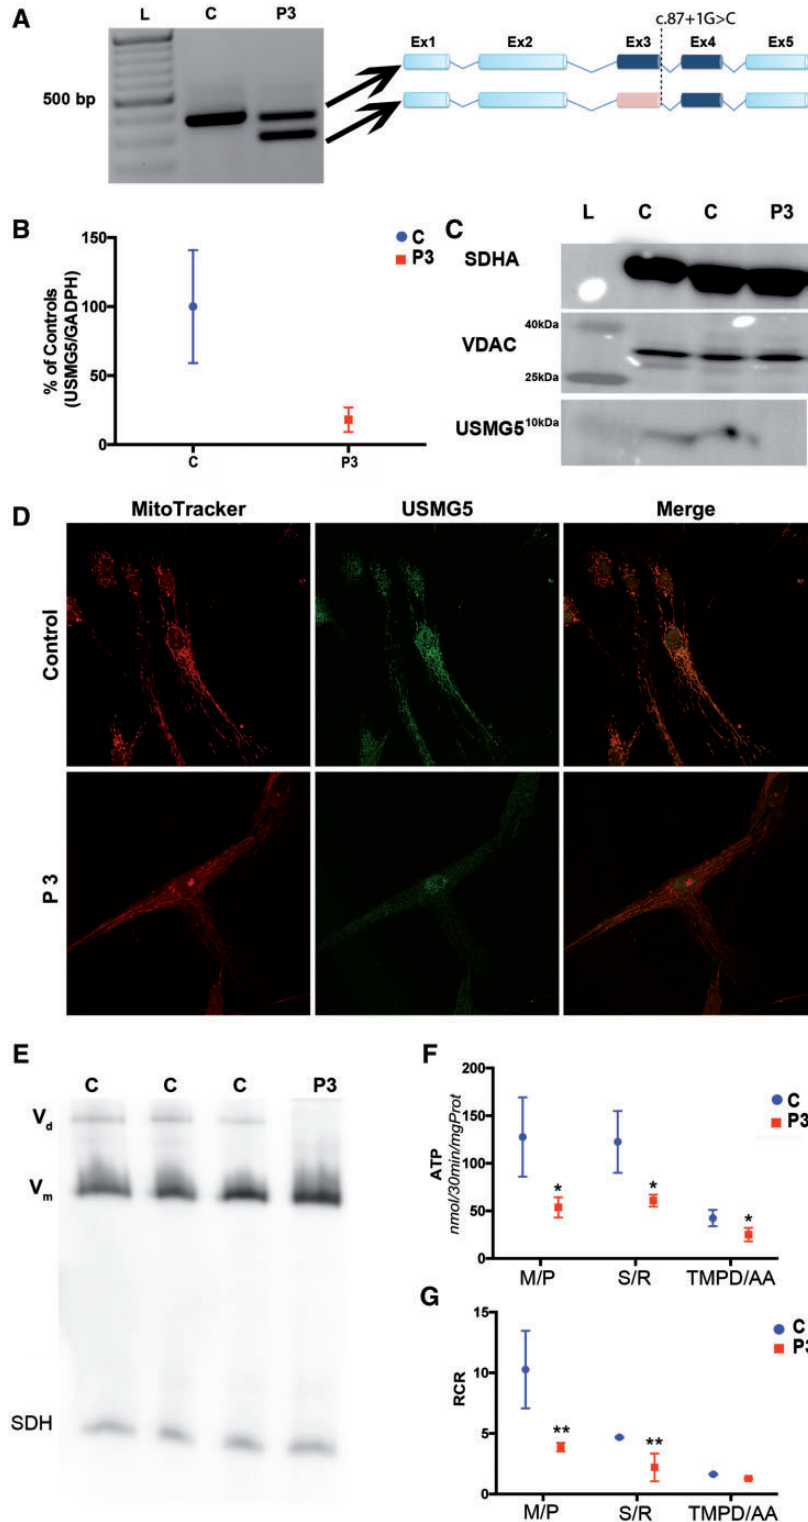 A
L C P3
500 bp
c.87+1G>C
Ex1 Ex2 Ex3 Ex4 Ex5
B
% of Controls
(USMG5/GADPH)
150
100
50
0
C P3
C
P3
C
L C C P3
SDHA
VDAC
40kDa
25kDa
USMG5
10kDa
D
MitoTracker USMG5 Merge
Control
P 3
E
C C C P3
Vd
Vm
SDH
F
ATP
nmol/30min/mgProt
200
150
100
50
0
* * *
M/P S/R TMPD/AA
C
P3
G
RCR
15
10
5
0
** **
M/P S/R TMPD/AA
C
P3